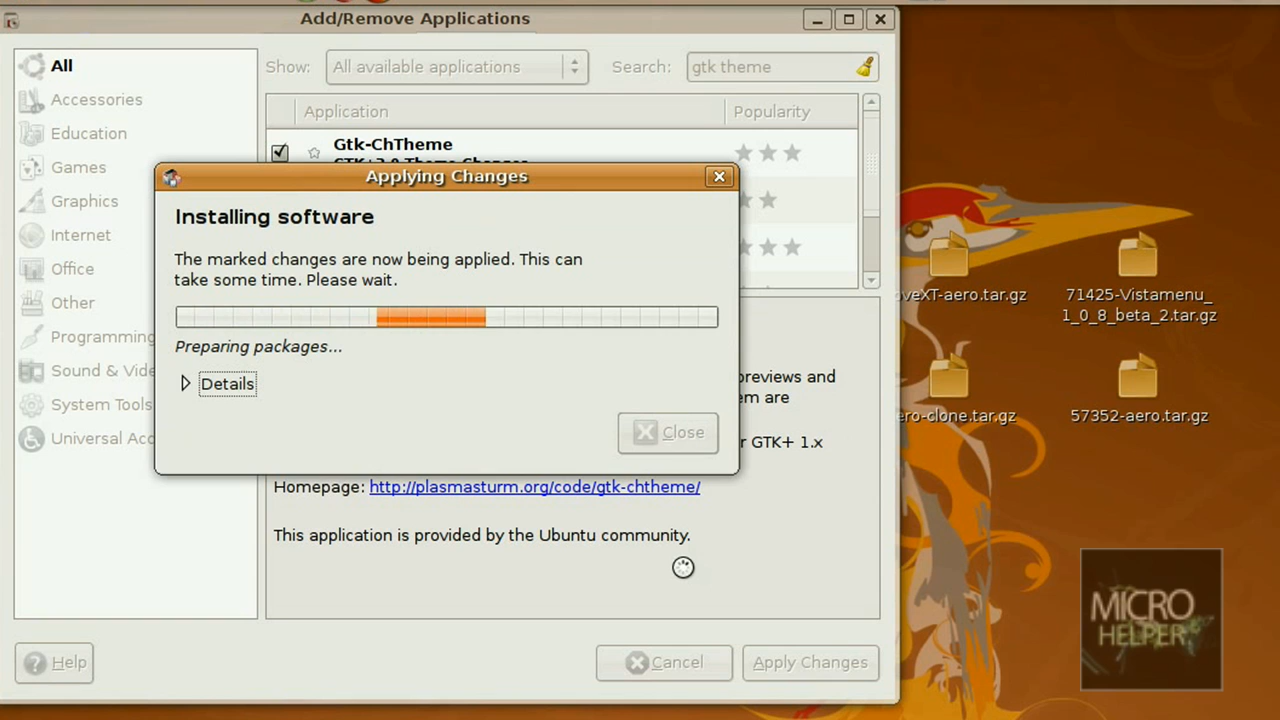 Add/Remove Applications
All
Accessories
Education
Games
Graphics
Internet
Office
Other
Programming
Sound & Vide
System Tools
Universal Acc
Show:
All available applications
Search:
gtk theme
Application
Popularity
Gtk-ChTheme
GTK+2.0 Theme Changer
Applying Changes
Installing software
The marked changes are now being applied. This can
take some time. Please wait.
Preparing packages...
Details
Close
previews and
em are
r GTK+ 1.x
Homepage: http://plasmasturm.org/code/gtk-chtheme/
This application is provided by the Ubuntu community.
Help
Cancel
Apply Changes
oveXT-aero.tar.gz
71425-Vistamenu_
1_0_8_beta_2.tar.gz
ero-clone.tar.gz
57352-aero.tar.gz
MICRO
HELPER